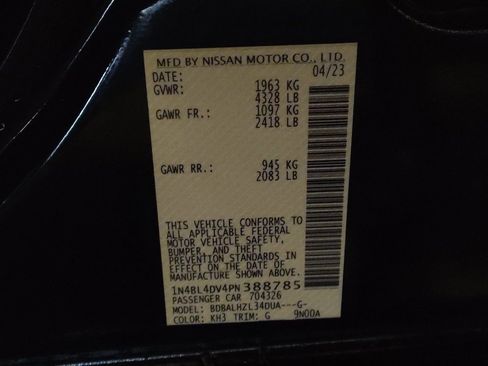 MFD BY NISSAN MOTOR CO., LTD.
DATE: 04/23
GVWR: 1963 KG
4328 LB
GAWR FR.: 1097 KG
2418 LB
GAWR RR.: 945 KG
2083 LB
THIS VEHICLE CONFORMS TO
ALL APPLICABLE FEDERAL
MOTOR VEHICLE SAFETY,
BUMPER, AND THEFT
PREVENTION STANDARDS IN
EFFECT ON THE DATE OF
MANUFACTURE SHOWN ABOVE.
1N4BL4DV4PN388785
PASSENGER CAR 704326
MODEL: BDBALHZL34DUA---G-
COLOR: KH3 TRIM: G 9N00A